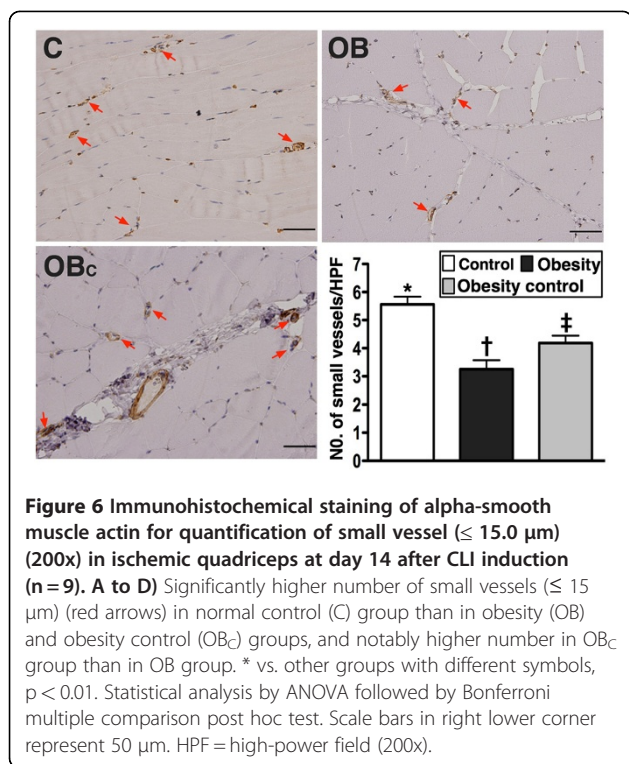 C
OB
OBC
Control Obesity
Obesity control
N0. of small vessels/HPF
7
6
5
4
3
2
1
0
*
†
‡
Figure 6 Immunohistochemical staining of alpha-smooth
muscle actin for quantification of small vessel (≤ 15.0 μm)
(200x) in ischemic quadriceps at day 14 after CLI induction
(n = 9). A to D) Significantly higher number of small vessels (≤ 15
μm) (red arrows) in normal control (C) group than in obesity (OB)
and obesity control (OBC) groups, and notably higher number in OBC
group than in OB group. * vs. other groups with different symbols,
p < 0.01. Statistical analysis by ANOVA followed by Bonferroni
multiple comparison post hoc test. Scale bars in right lower corner
represent 50 μm. HPF = high-power field (200x).